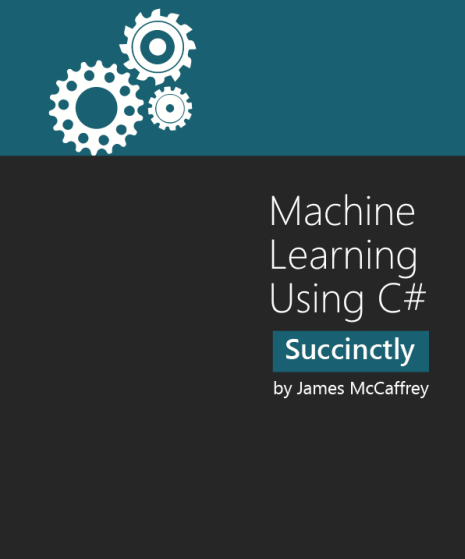 Machine
Learning
Using C#
Succinctly
by James McCaffrey